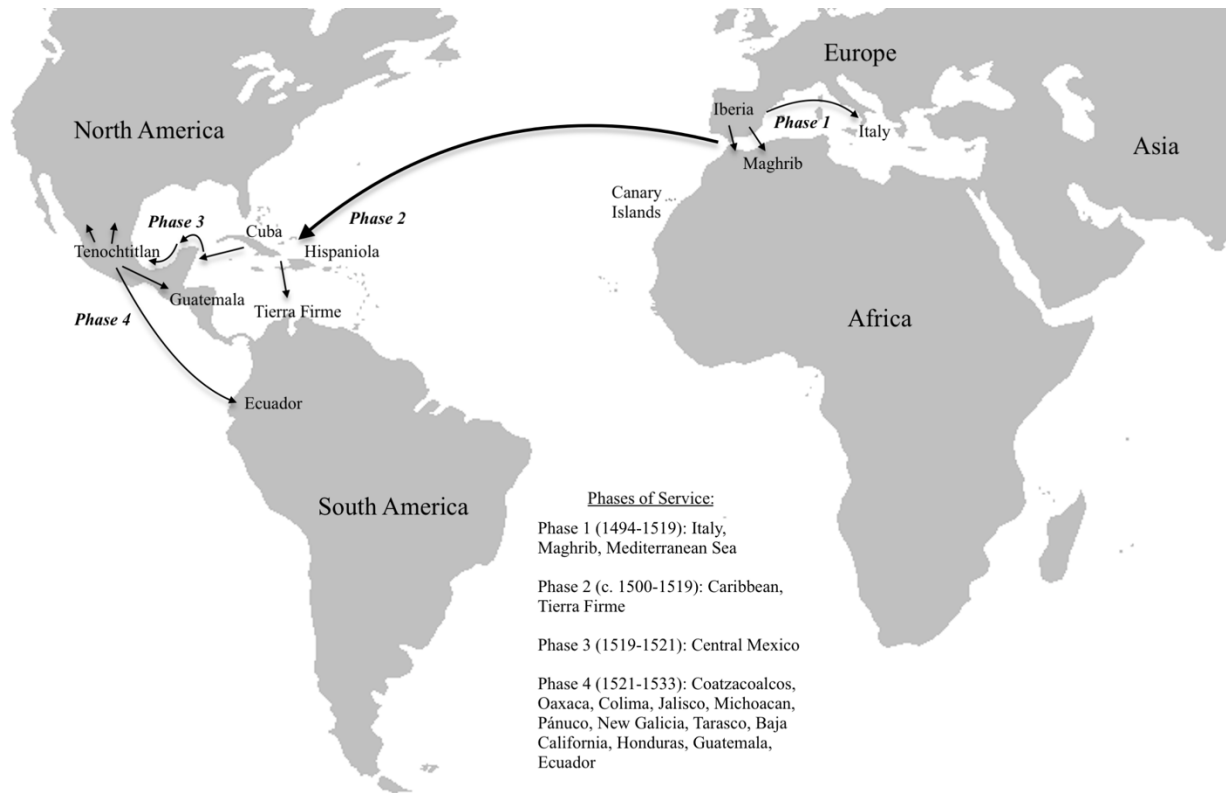 Europe
North America
Iberia
Phase 1
Italy
Asia
Maghrib
Canary
Islands
Phase 3
Cuba
Phase 2
Tenochtitlan
Hispaniola
Guatemala
Tierra Firme
Phase 4
Africa
Ecuador
South America
Phases of Service:
Phase 1 (1494-1519): Italy,
Maghrib, Mediterranean Sea
Phase 2 (c. 1500-1519): Caribbean,
Tierra Firme
Phase 3 (1519-1521): Central Mexico
Phase 4 (1521-1533): Coatzacoalcos,
Oaxaca, Colima, Jalisco, Michoacan,
Pánuco, New Galicia, Tarasco, Baja
California, Honduras, Guatemala,
Ecuador